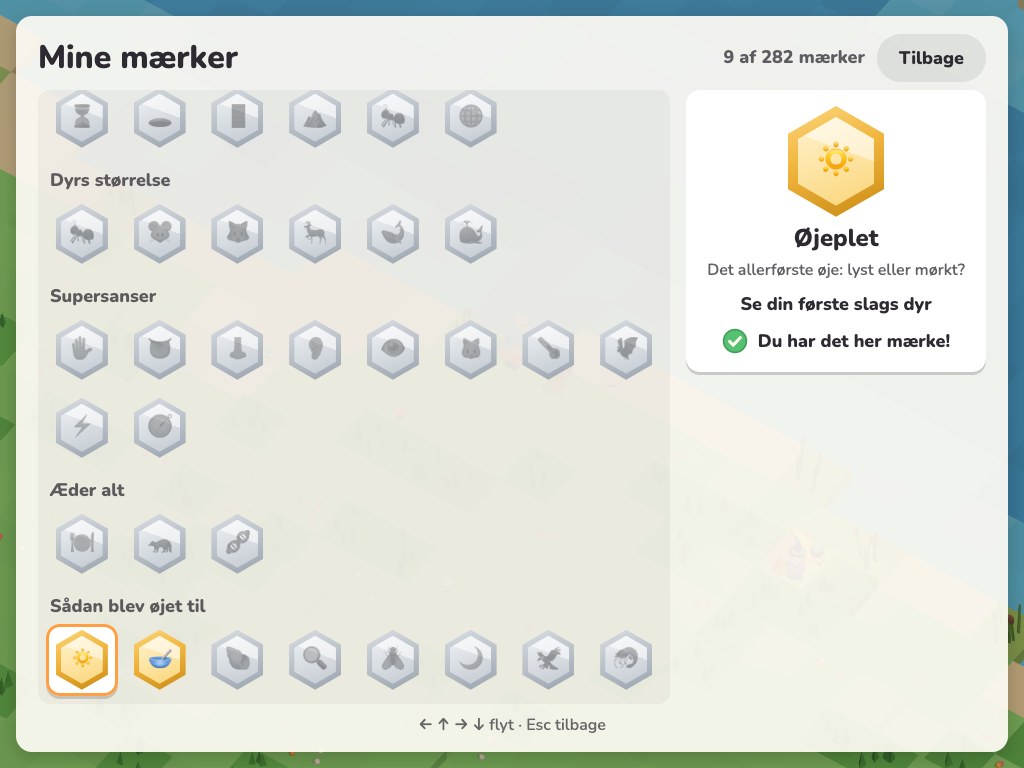 Mine mærker
9 af 282 mærker
Tilbage
Dyrs størrelse
Supersanser
Æder alt
Sådan blev øjet til
Øjeplet
Det allerførste øje: lyst eller mørkt?
Se din første slags dyr
Du har det her mærke!
← ↑ → ↓ flyt · Esc tilbage